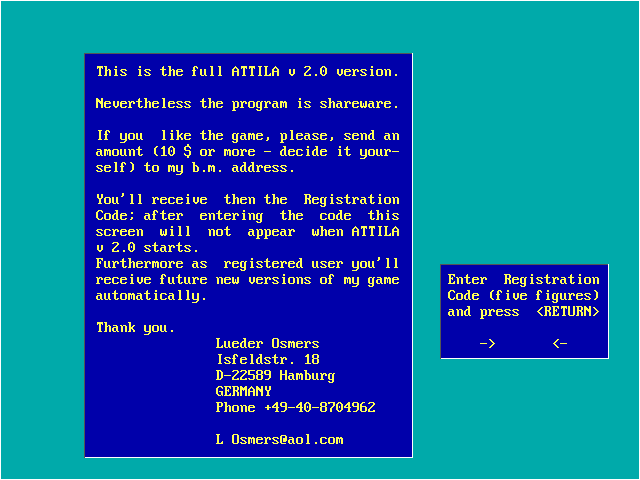 This is the full ATTILA v 2.0 version.
Nevertheless the program is shareware.
If you like the game, please, send an
amount (10 $ or more - decide it your-
self) to my b.m. address.
You'll receive then the Registration
Code; after entering the code this
screen will not appear when ATTILA
v 2.0 starts.
Furthermore as registered user you'll
receive future new versions of my game
automatically.
Thank you.
Lueder Osmers
Isfeldstr. 18
D-22589 Hamburg
GERMANY
Phone +49-40-8704962
L Osmers@aol.com
Enter Registration
Code (five figures)
and press <RETURN>
-> <-